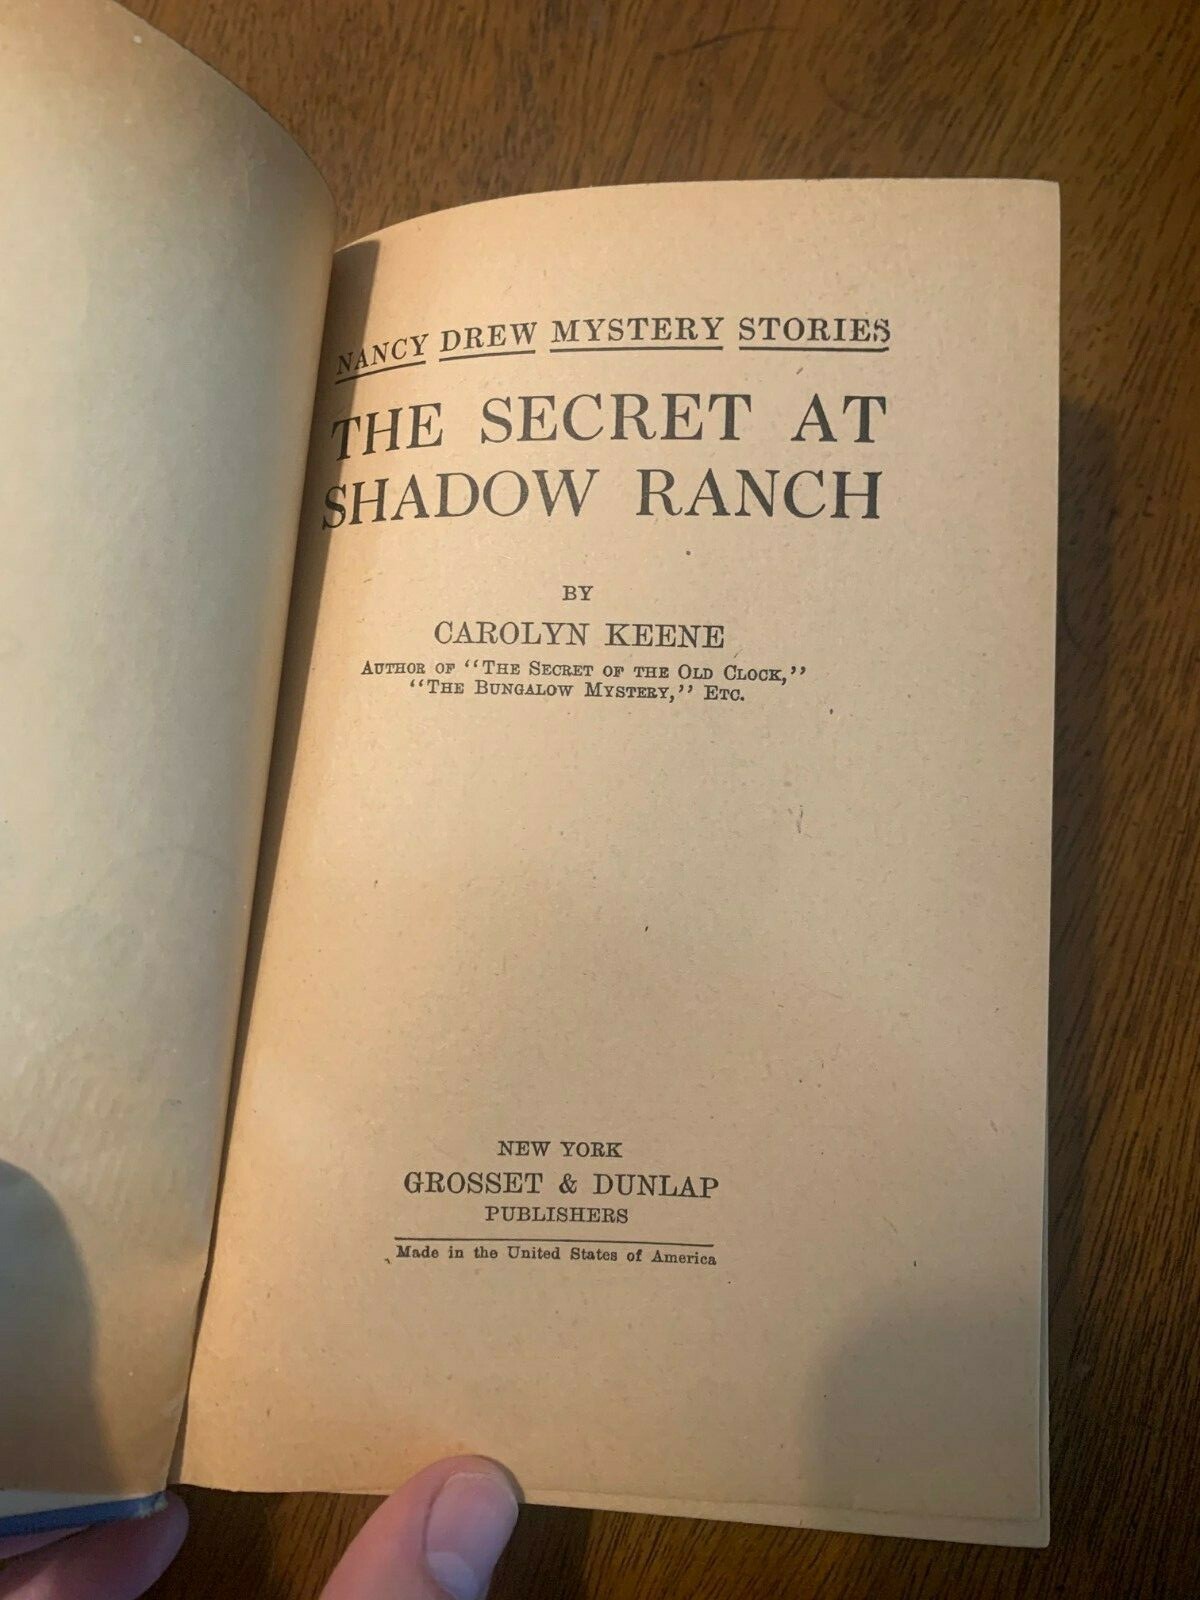 NANCY DREW MYSTERY STORIES
THE SECRET AT
SHADOW RANCH
BY
CAROLYN KEENE
AUTHOR OF “THE SECRET OF THE OLD CLOCK,”
“THE BUNGALOW MYSTERY,” ETC.
NEW YORK
GROSSET & DUNLAP
PUBLISHERS
Made in the United States of America